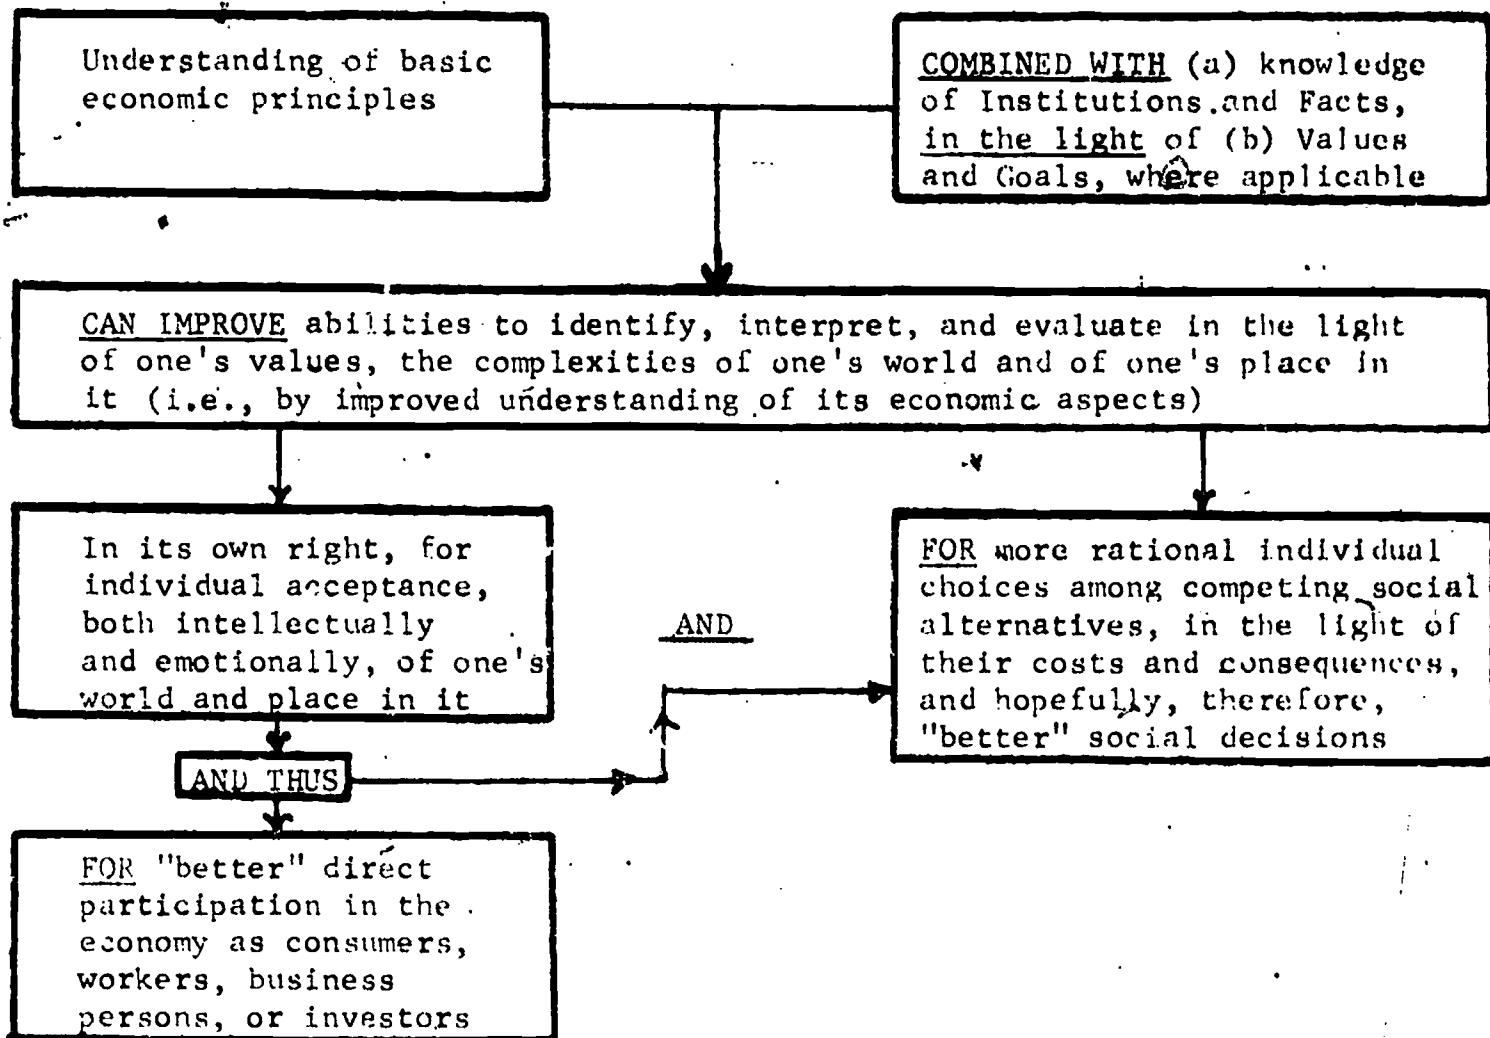 Understanding of basic
economic principles
COMBINED WITH (a) knowledge
of Institutions and Facts,
in the light of (b) Values
and Goals, where applicable
CAN IMPROVE abilities to identify, interpret, and evaluate in the light
of one's values, the complexities of one's world and of one's place in
it (i.e., by improved understanding of its economic aspects)
In its own right, for
individual acceptance,
both intellectually
and emotionally, of one's
world and place in it
AND
FOR more rational individual
choices among competing social
alternatives, in the light of
their costs and consequences,
and hopefully, therefore,
"better" social decisions
AND THUS
FOR "better" direct
participation in the
economy as consumers,
workers, business
persons, or investors